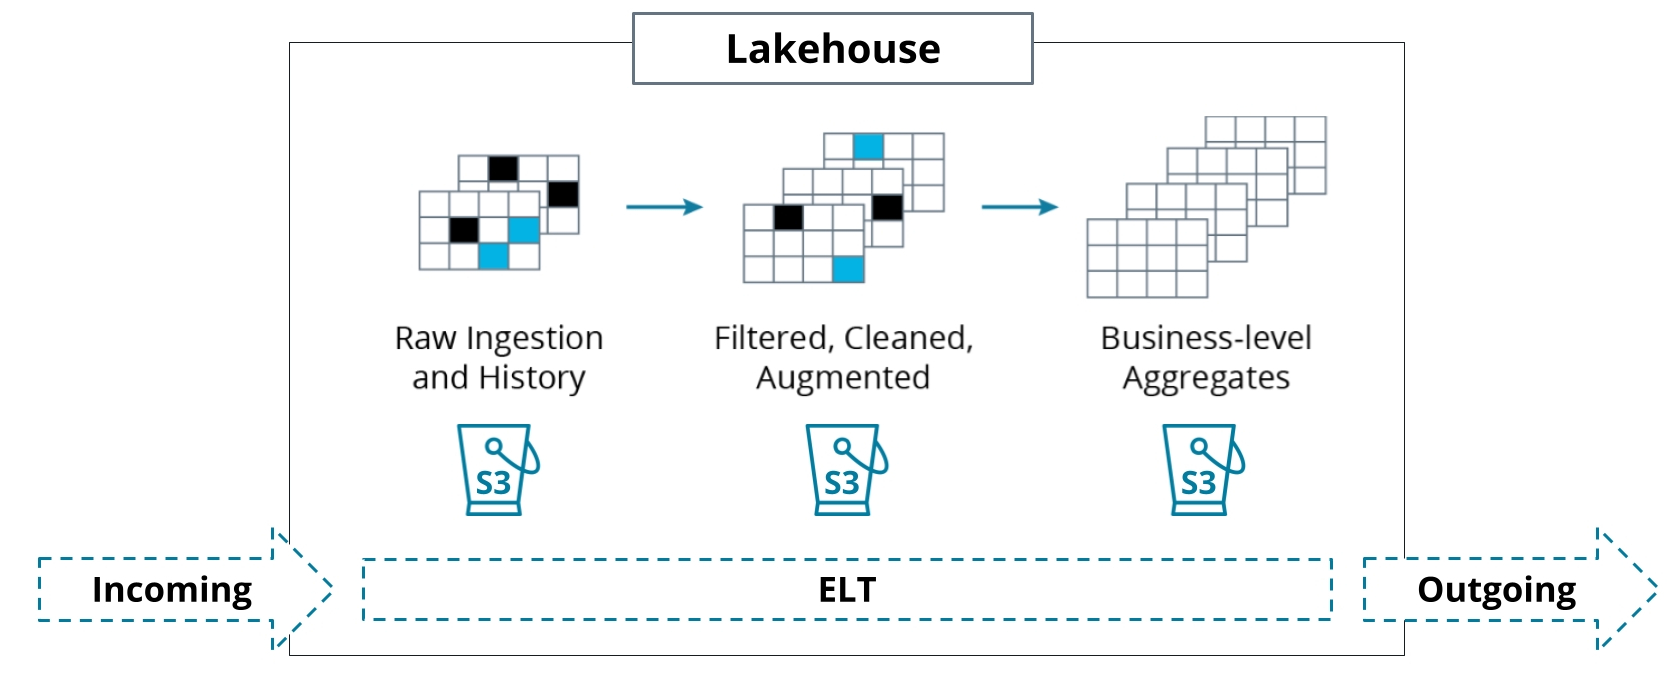 Lakehouse
Raw Ingestion
and History
Filtered, Cleaned,
Augmented
Business-level
Aggregates
S3
S3
S3
Incoming
ELT
Outgoing